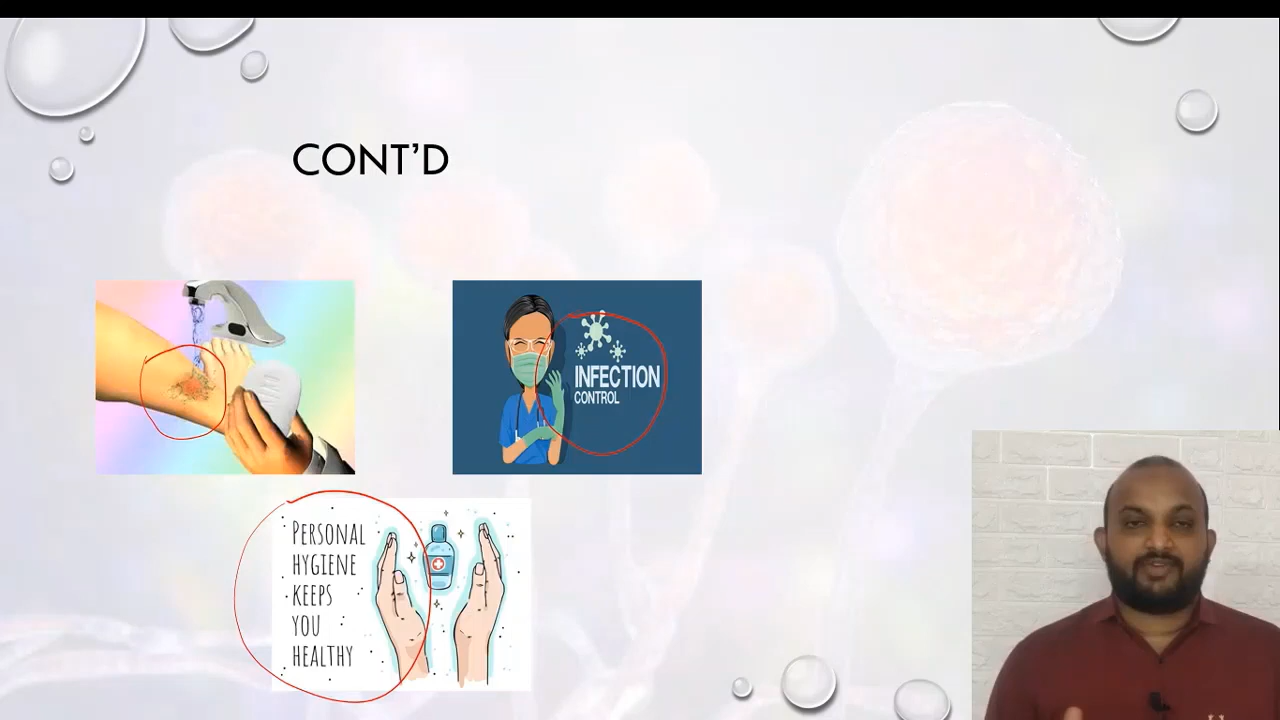 CONT'D
INFECTION
CONTROL
PERSONAL
HYGIENE
KEEPS
YOU
HEALTHY